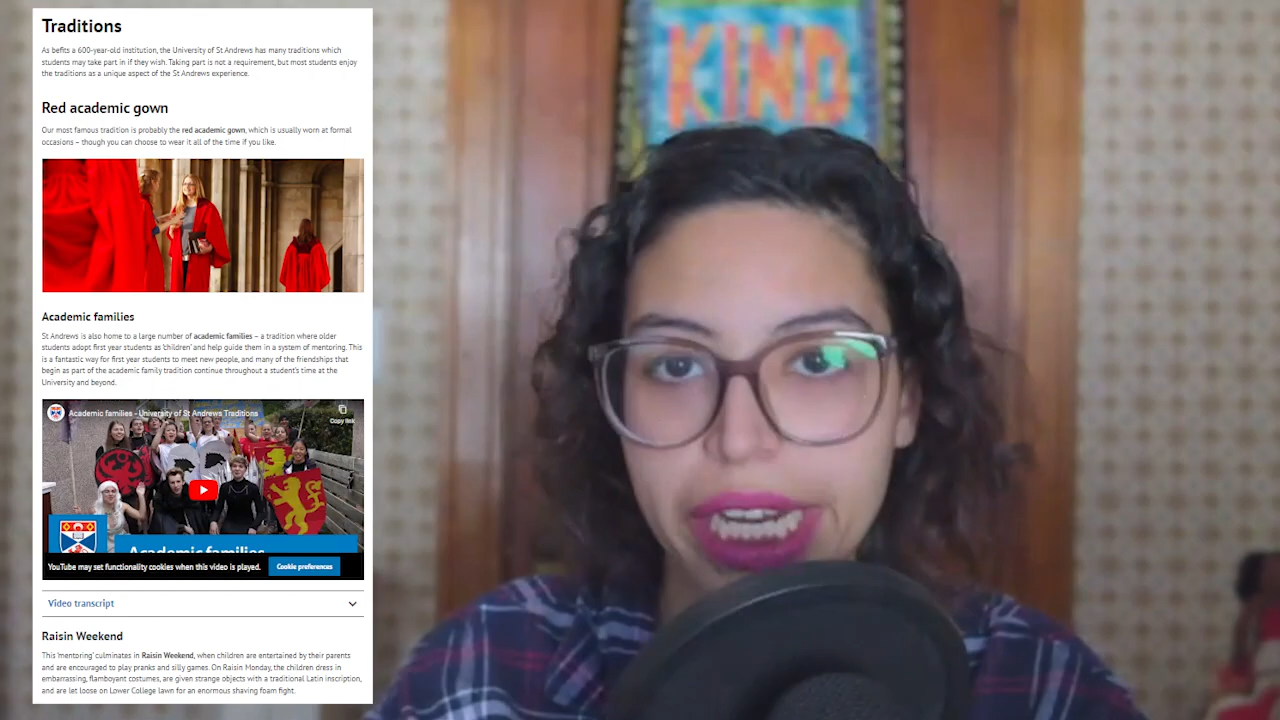 KIND
Traditions
As befits a 600-year-old institution, the University of St Andrews has many traditions which
students may take part in if they wish. Taking part is not a requirement, but most students enjoy
the traditions as a unique aspect of the St Andrews experience.
Red academic gown
Our most famous tradition is probably the red academic gown, which is usually worn at formal
occasions – though you can choose to wear it all of the time if you like.
Academic families
St Andrews is also home to a large number of academic families – a tradition where older
students adopt first year students as 'children' and help guide them in a system of mentoring. This
is a fantastic way for first year students to meet new people, and many of the friendships that
begin as part of the academic family tradition continue throughout a student's time at the
University and beyond.
Academic families - University of St Andrews Traditions
Copy link
Academic families
YouTube may set functionality cookies when this video is played.
Cookie preferences
Video transcript
Raisin Weekend
This 'mentoring' culminates in Raisin Weekend, when children are entertained by their parents
and are encouraged to play pranks and silly games. On Raisin Monday, the children dress in
embarrassing, flamboyant costumes, are given strange objects with a traditional Latin inscription,
and are let loose on Lower College lawn for an enormous shaving foam fight.